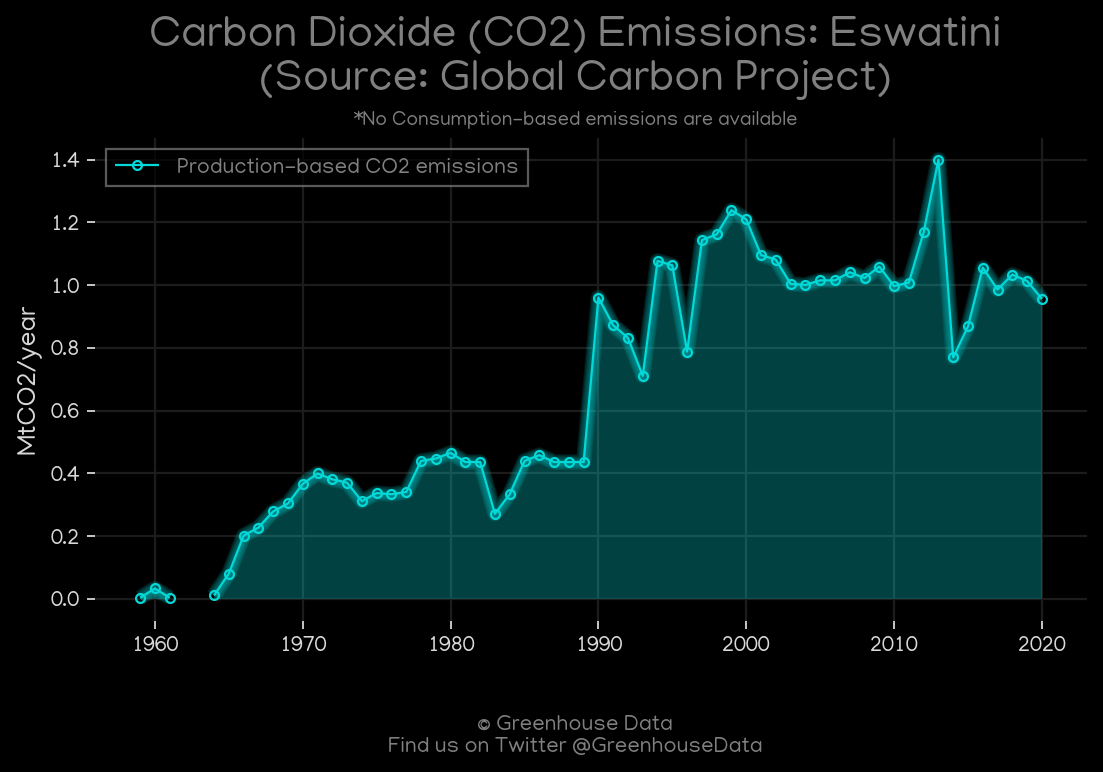 Carbon Dioxide (CO2) Emissions: Eswatini
(Source: Global Carbon Project)
*No Consumption-based emissions are available
Production-based CO2 emissions
MtCO2/year
1.4
1.2
1.0
0.8
0.6
0.4
0.2
0.0
1960 1970 1980 1990 2000 2010 2020
© Greenhouse Data
Find us on Twitter @GreenhouseData